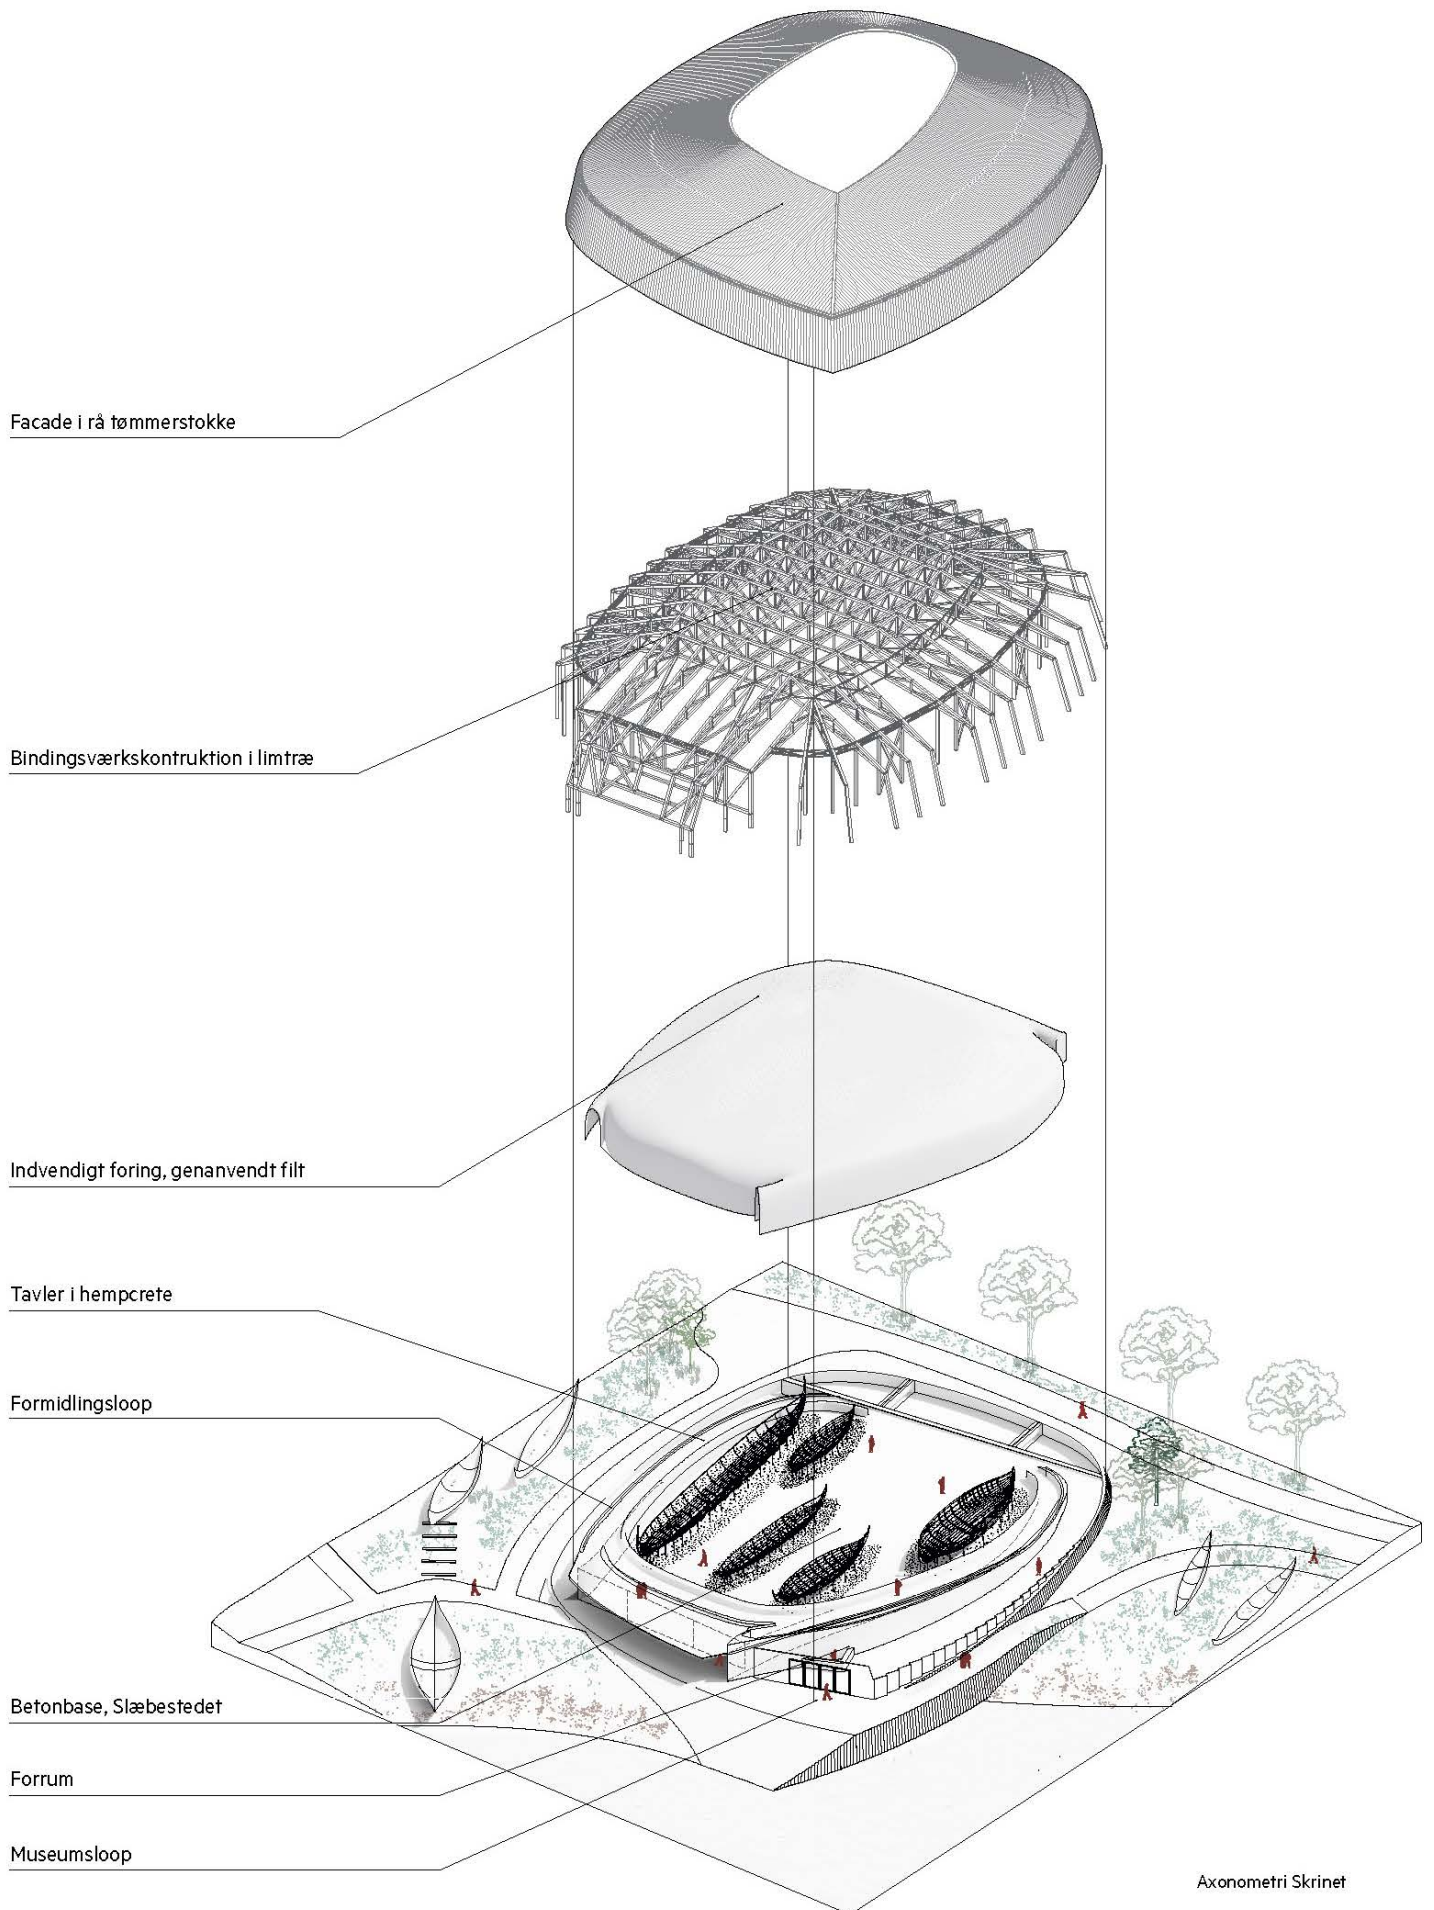 Facade i rå tømmerstokke
Bindingsværkskontruktion i limtræ
Indvendigt foring, genanvendt filt
Tavler i hempcrete
Formidlingsloop
Betonbase, Slæbestedet
Forrum
Museumsloop
Axonometri Skrinet